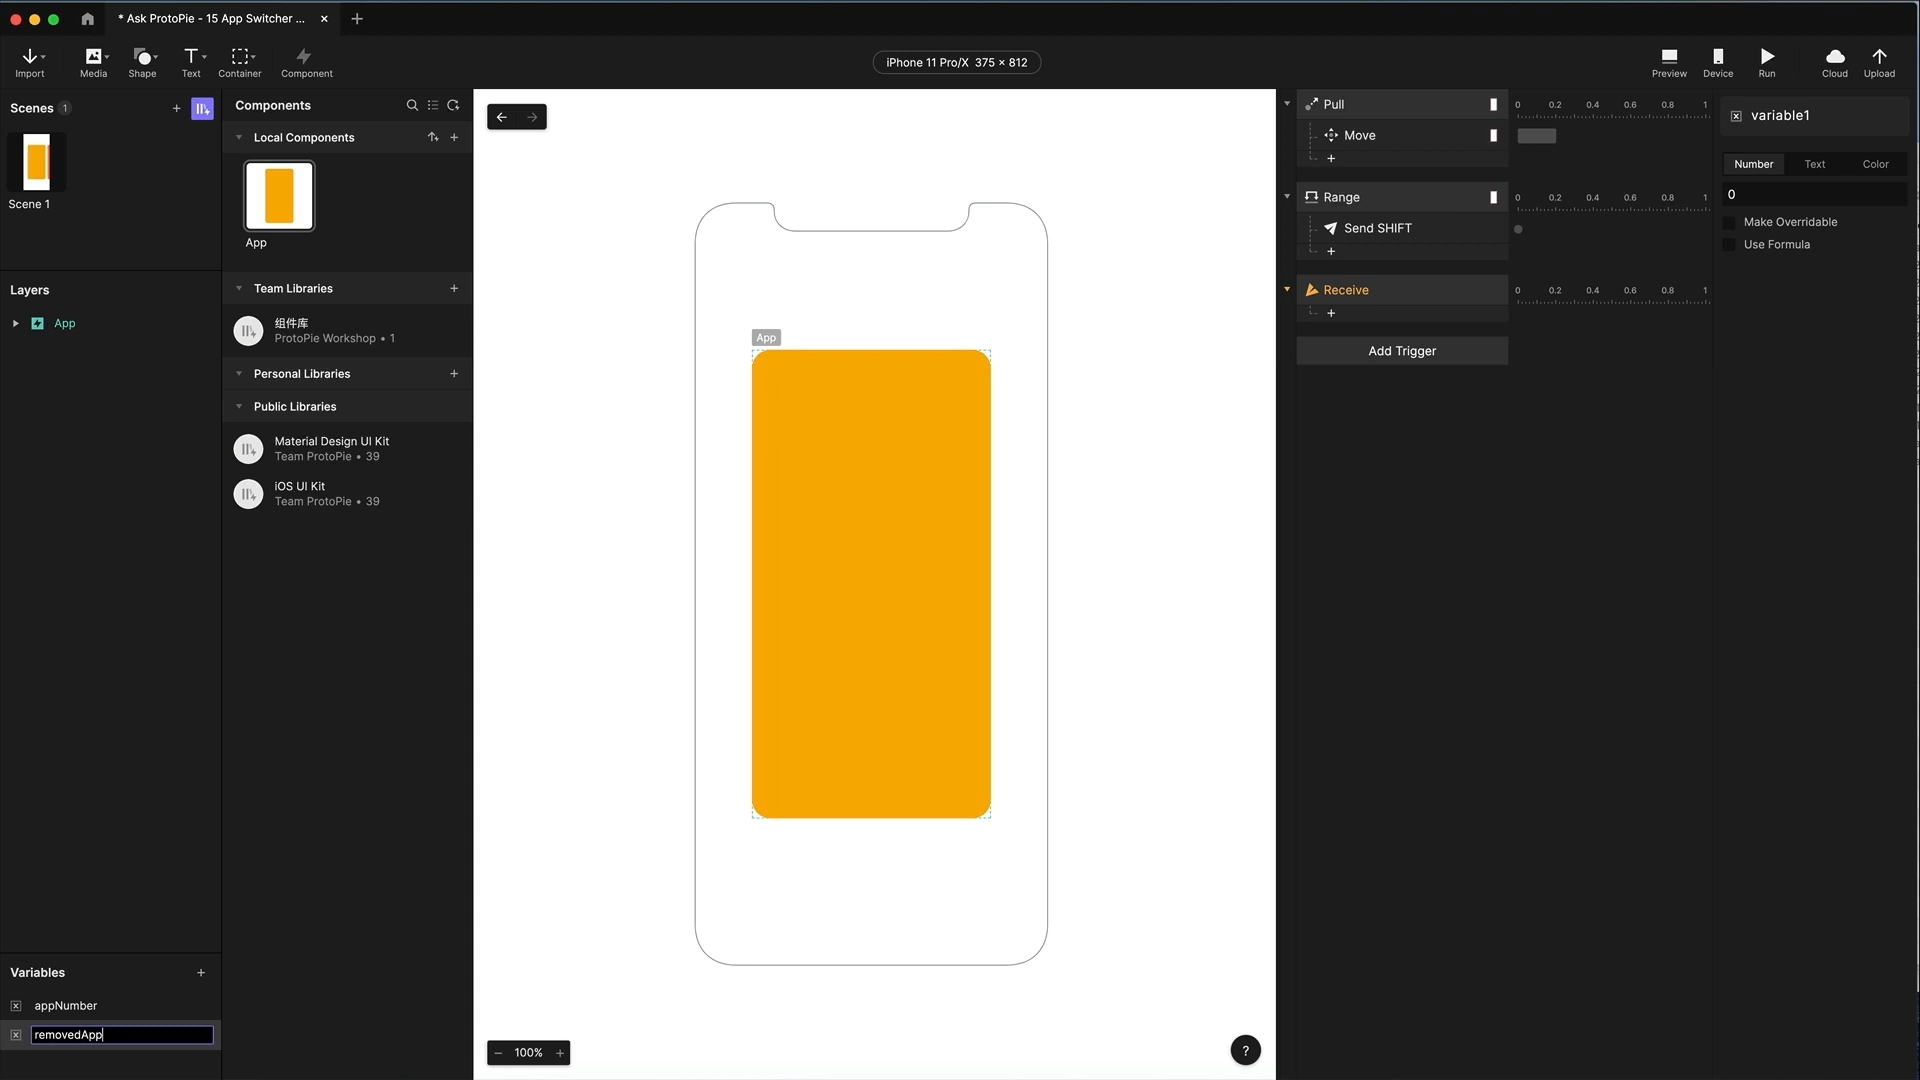 * Ask ProtoPie - 15 App Switcher ...
Import
Media
Shape
Text
Container
Component
iPhone 11 Pro/X 375 × 812
Preview
Device
Run
Cloud
Upload
Scenes 1
Scene 1
Layers
App
Variables
appNumber
removedApp
Components
Local Components
App
Team Libraries
组件库
ProtoPie Workshop • 1
Personal Libraries
Public Libraries
Material Design UI Kit
Team ProtoPie • 39
iOS UI Kit
Team ProtoPie • 39
App
100%
?
Pull
0 0.2 0.4 0.6 0.8 1
Move
Range
0 0.2 0.4 0.6 0.8 1
Send SHIFT
Receive
0 0.2 0.4 0.6 0.8 1
Add Trigger
variable1
Number
Text
Color
0
Make Overridable
Use Formula